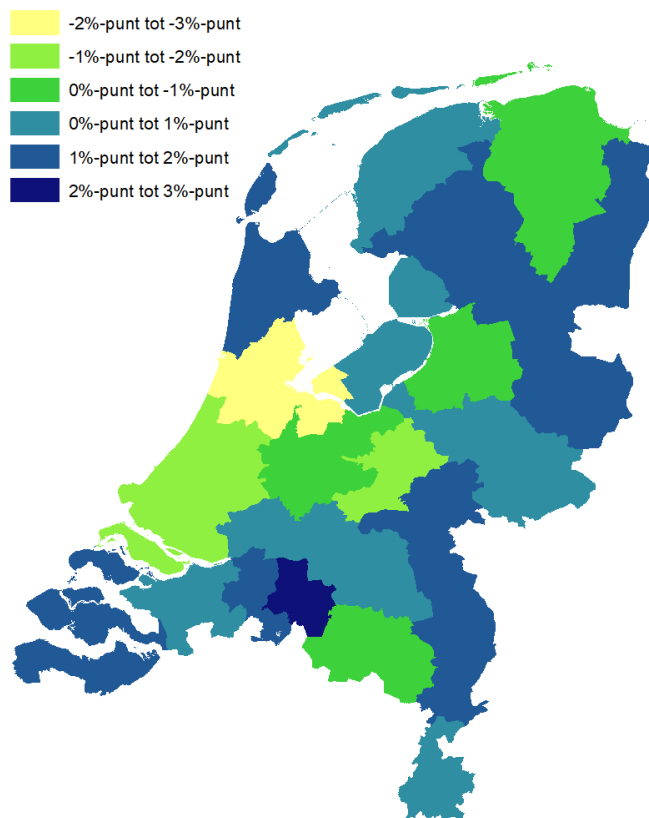 -2%-punt tot -3%-punt
-1%-punt tot -2%-punt
0%-punt tot -1%-punt
0%-punt tot 1%-punt
1%-punt tot 2%-punt
2%-punt tot 3%-punt